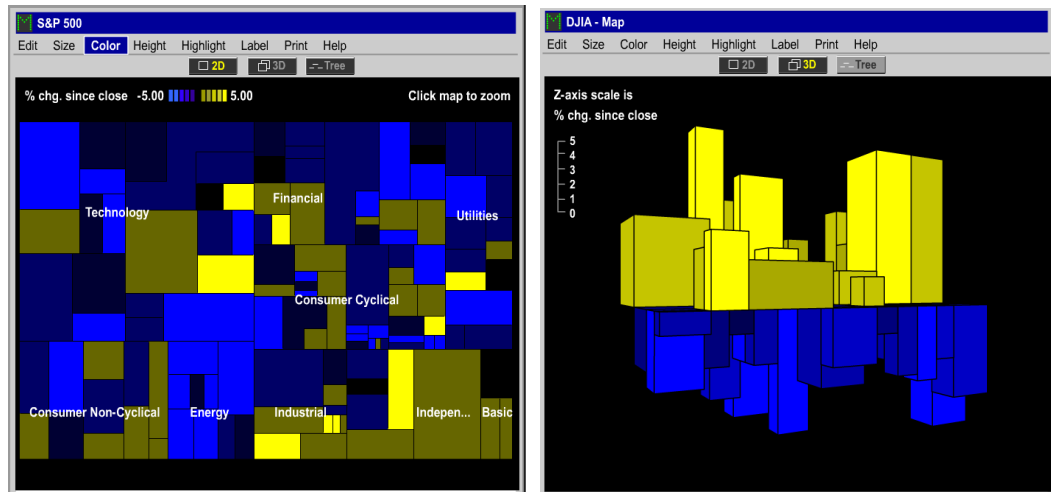 S&P 500
Edit Size Color Height Highlight Label Print Help
2D 3D Tree
% chg. since close -5.00 5.00 Click map to zoom
Technology
Financial
Utilities
Consumer Cyclical
Consumer Non-Cyclical
Energy
Industrial
Indepen...
Basic
DJIA - Map
Edit Size Color Height Highlight Label Print Help
2D 3D Tree
Z-axis scale is
% chg. since close
5
4
3
2
1
0